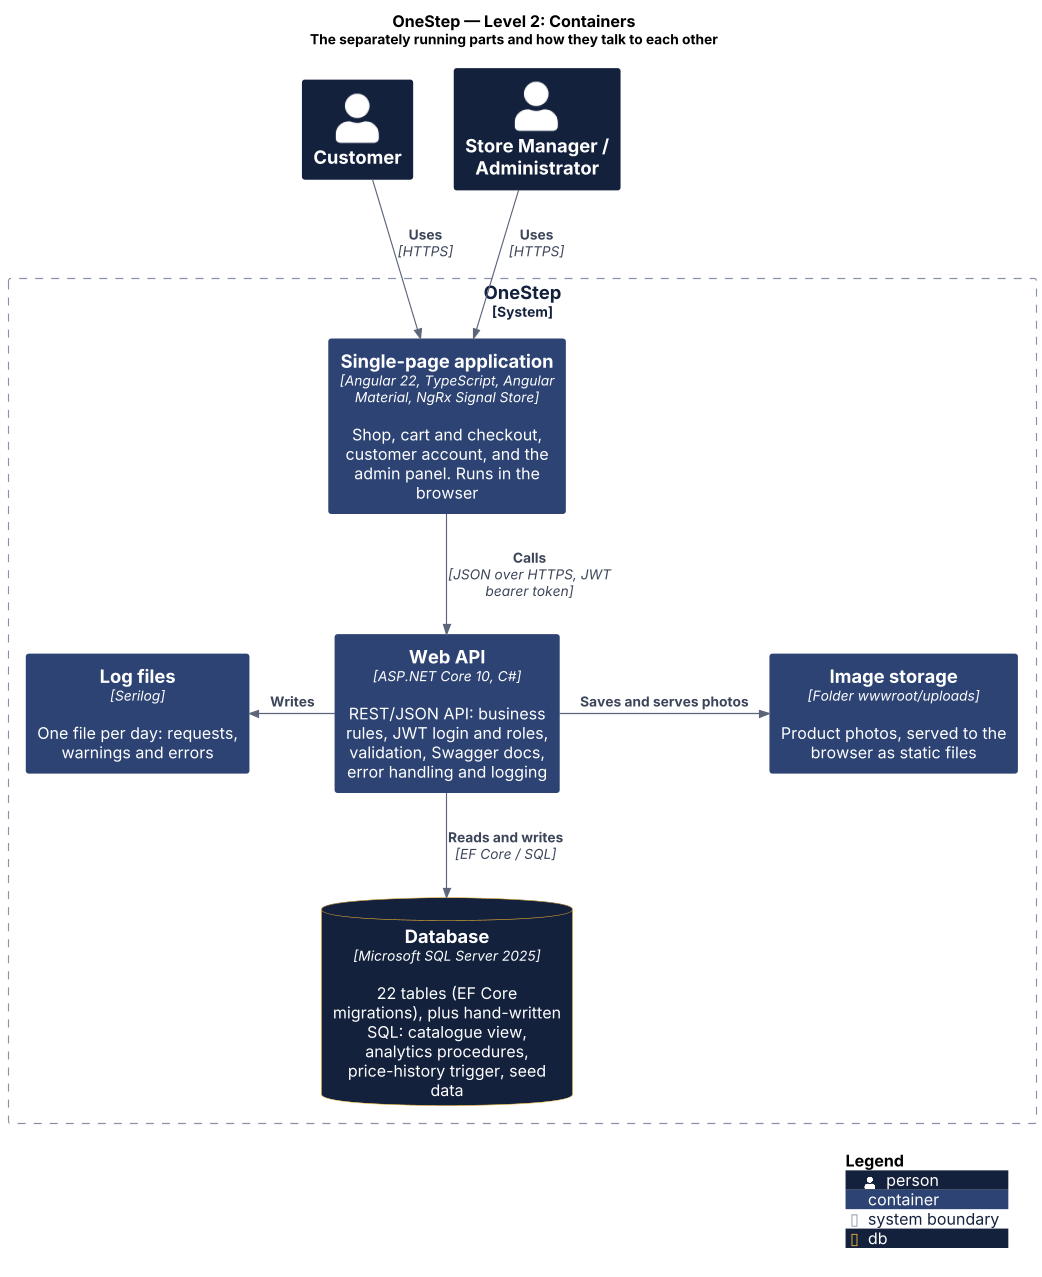 OneStep — Level 2: Containers
The separately running parts and how they talk to each other
Customer
Store Manager /
Administrator
Uses
[HTTPS]
Uses
[HTTPS]
OneStep
[System]
Single-page application
[Angular 22, TypeScript, Angular
Material, NgRx Signal Store]
Shop, cart and checkout,
customer account, and the
admin panel. Runs in the
browser
Calls
[JSON over HTTPS, JWT
bearer token]
Log files
[Serilog]
One file per day: requests,
warnings and errors
Writes
Web API
[ASP.NET Core 10, C#]
REST/JSON API: business
rules, JWT login and roles,
validation, Swagger docs,
error handling and logging
Saves and serves photos
Image storage
[Folder wwwroot/uploads]
Product photos, served to the
browser as static files
Reads and writes
[EF Core / SQL]
Database
[Microsoft SQL Server 2025]
22 tables (EF Core
migrations), plus hand-written
SQL: catalogue view,
analytics procedures,
price-history trigger, seed
data
Legend
person
container
system boundary
db